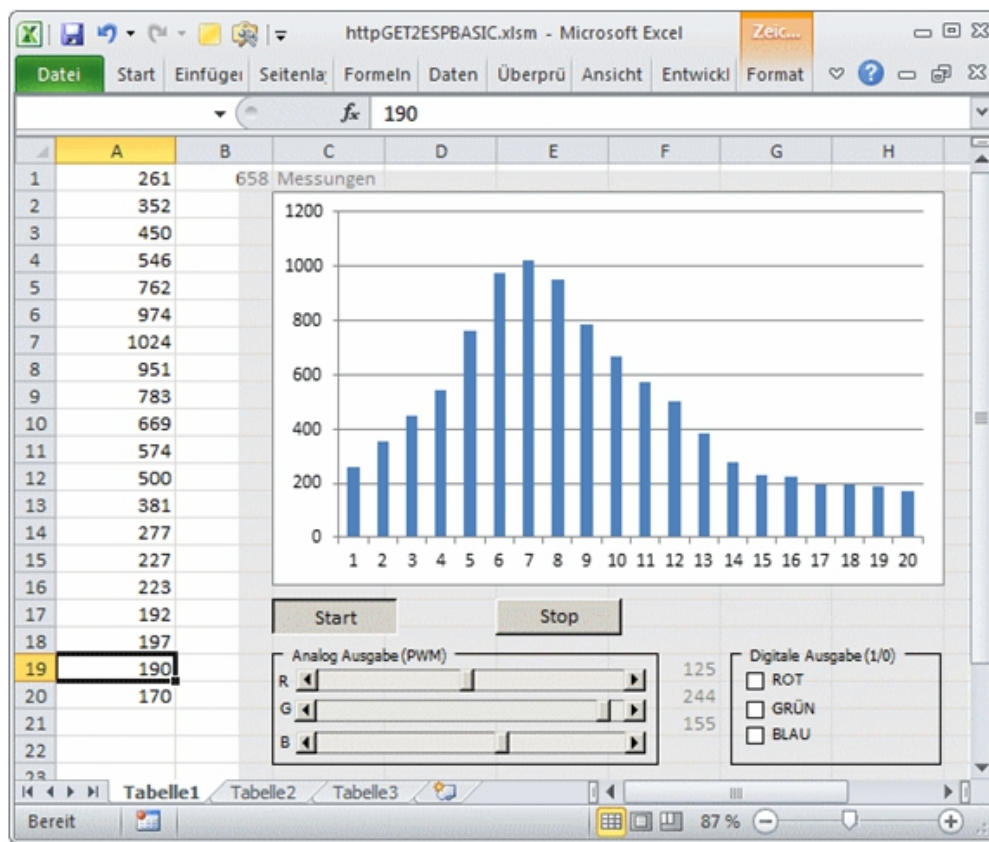 httpGET2ESPBASIC.xlsm - Microsoft Excel
Zeic...
Datei Start Einfüger Seitenla Formeln Daten Überprü Ansicht Entwickl Format
fx 190
A B C D E F G H
1 261 658 Messungen
2 352
3 450
4 546
5 762
6 974
7 1024
8 951
9 783
10 669
11 574
12 500
13 381
14 277
15 227
16 223
17 192
18 197
19 190
20 170
21
22
23
1200
1000
800
600
400
200
0
1 2 3 4 5 6 7 8 9 10 11 12 13 14 15 16 17 18 19 20
Start Stop
Analog Ausgabe (PWM)
R 125
G 244
B 155
Digitale Ausgabe (1/0)
ROT
GRÜN
BLAU
Tabelle1 Tabelle2 Tabelle3
Bereit 87 %